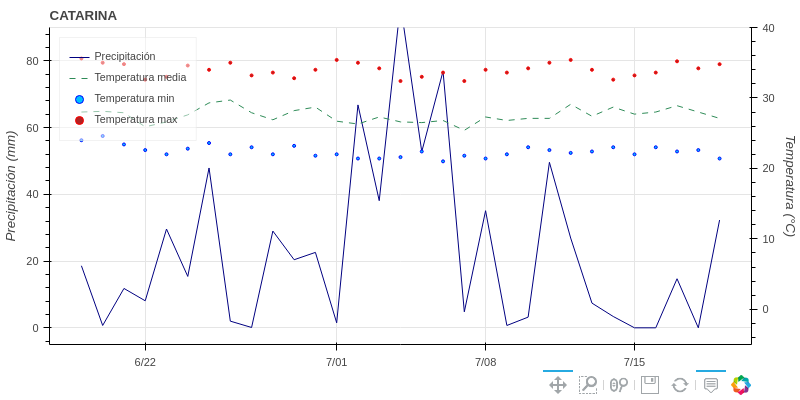 CATARINA
Precipitación
Temperatura media
Temperatura min
Temperatura max
Precipitación (mm)
80
60
40
20
0
Temperatura (°C)
40
30
20
10
0
6/22
7/01
7/08
7/15